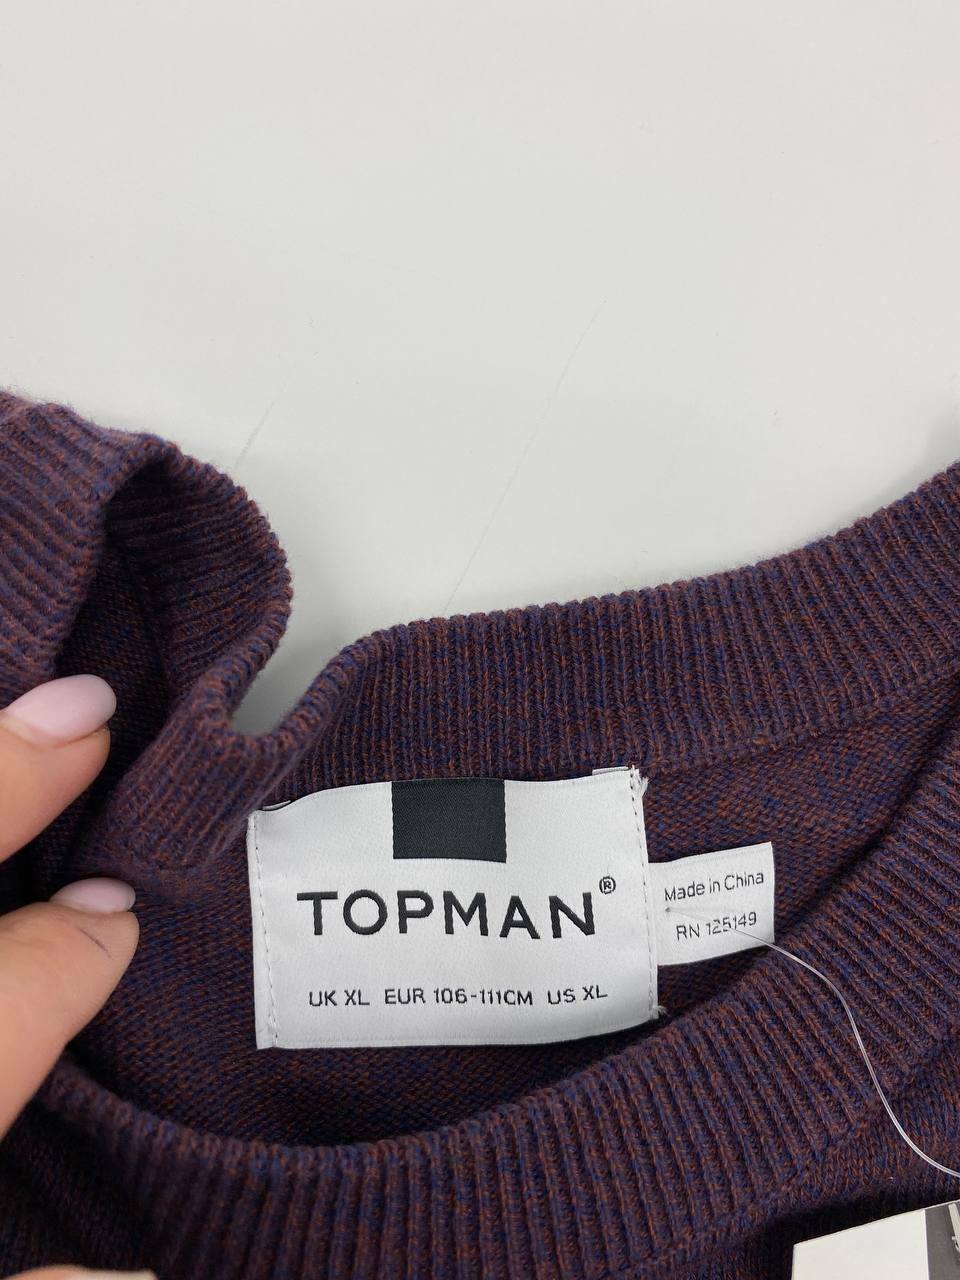 TOPMAN®
UK XL EUR 106-111CM US XL
Made in China
RN 125149